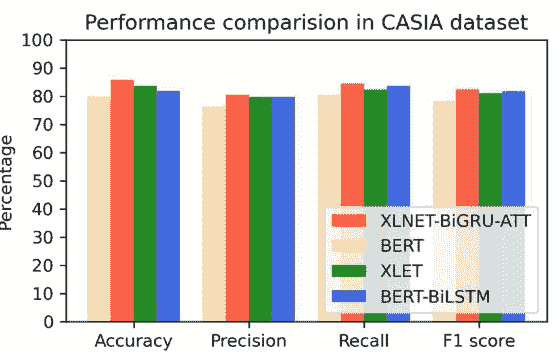 Performance comparision in CASIA dataset
Percentage
100
90
80
70
60
50
40
30
20
10
0
XLNET-BiGRU-ATT
BERT
XLET
BERT-BiLSTM
Accuracy Precision Recall F1 score